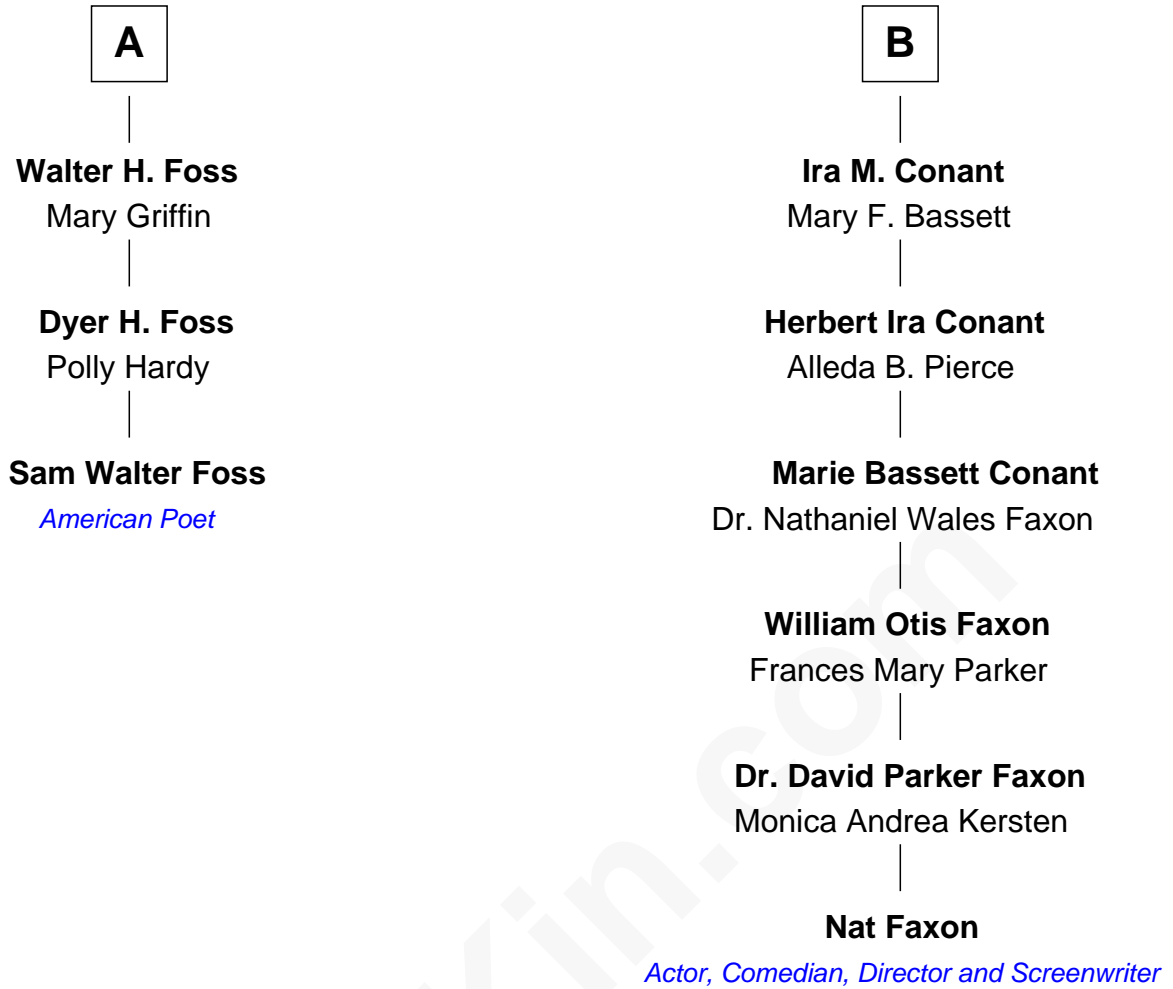 A
Walter H. Foss
Mary Griffin
Dyer H. Foss
Polly Hardy
Sam Walter Foss
American Poet
B
Ira M. Conant
Mary F. Bassett
Herbert Ira Conant
Alleda B. Pierce
Marie Bassett Conant
Dr. Nathaniel Wales Faxon
William Otis Faxon
Frances Mary Parker
Dr. David Parker Faxon
Monica Andrea Kersten
Nat Faxon
Actor, Comedian, Director and Screenwriter
Kin.com